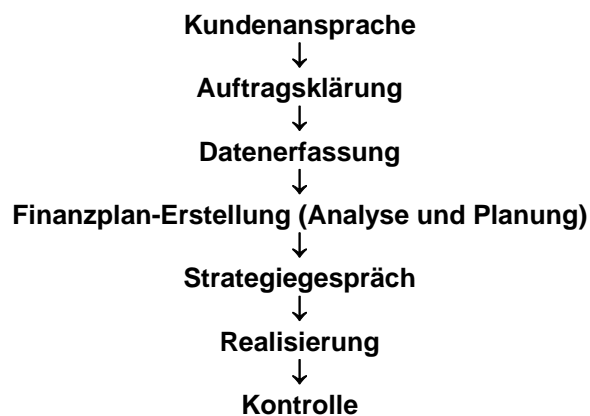 Kundenansprache
↓
Auftragsklärung
↓
Datenerfassung
↓
Finanzplan-Erstellung (Analyse und Planung)
↓
Strategiegespräch
↓
Realisierung
↓
Kontrolle